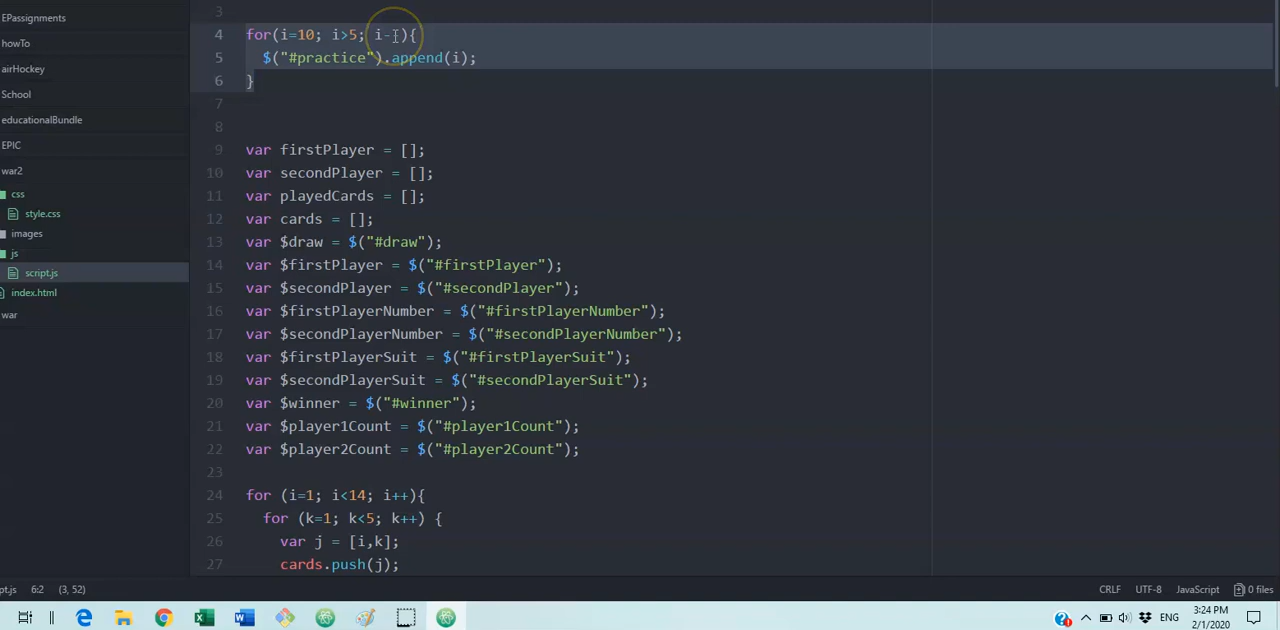 EPassignments
howTo
airHockey
School
educationalBundle
EPIC
war2
css
style.css
images
js
script.js
index.html
war
3
4 for(i=10; i>5; i--){
5 $("#practice").append(i);
6 }
7
8
9 var firstPlayer = [];
10 var secondPlayer = [];
11 var playedCards = [];
12 var cards = [];
13 var $draw = $("#draw");
14 var $firstPlayer = $("#firstPlayer");
15 var $secondPlayer = $("#secondPlayer");
16 var $firstPlayerNumber = $("#firstPlayerNumber");
17 var $secondPlayerNumber = $("#secondPlayerNumber");
18 var $firstPlayerSuit = $("#firstPlayerSuit");
19 var $secondPlayerSuit = $("#secondPlayerSuit");
20 var $winner = $("#winner");
21 var $player1Count = $("#player1Count");
22 var $player2Count = $("#player2Count");
23
24 for (i=1; i<14; i++){
25 for (k=1; k<5; k++) {
26 var j = [i,k];
27 cards.push(j);
pt.js 6:2 (3, 52) CRLF UTF-8 JavaScript 0 files
ENG 3:24 PM
2/1/2020